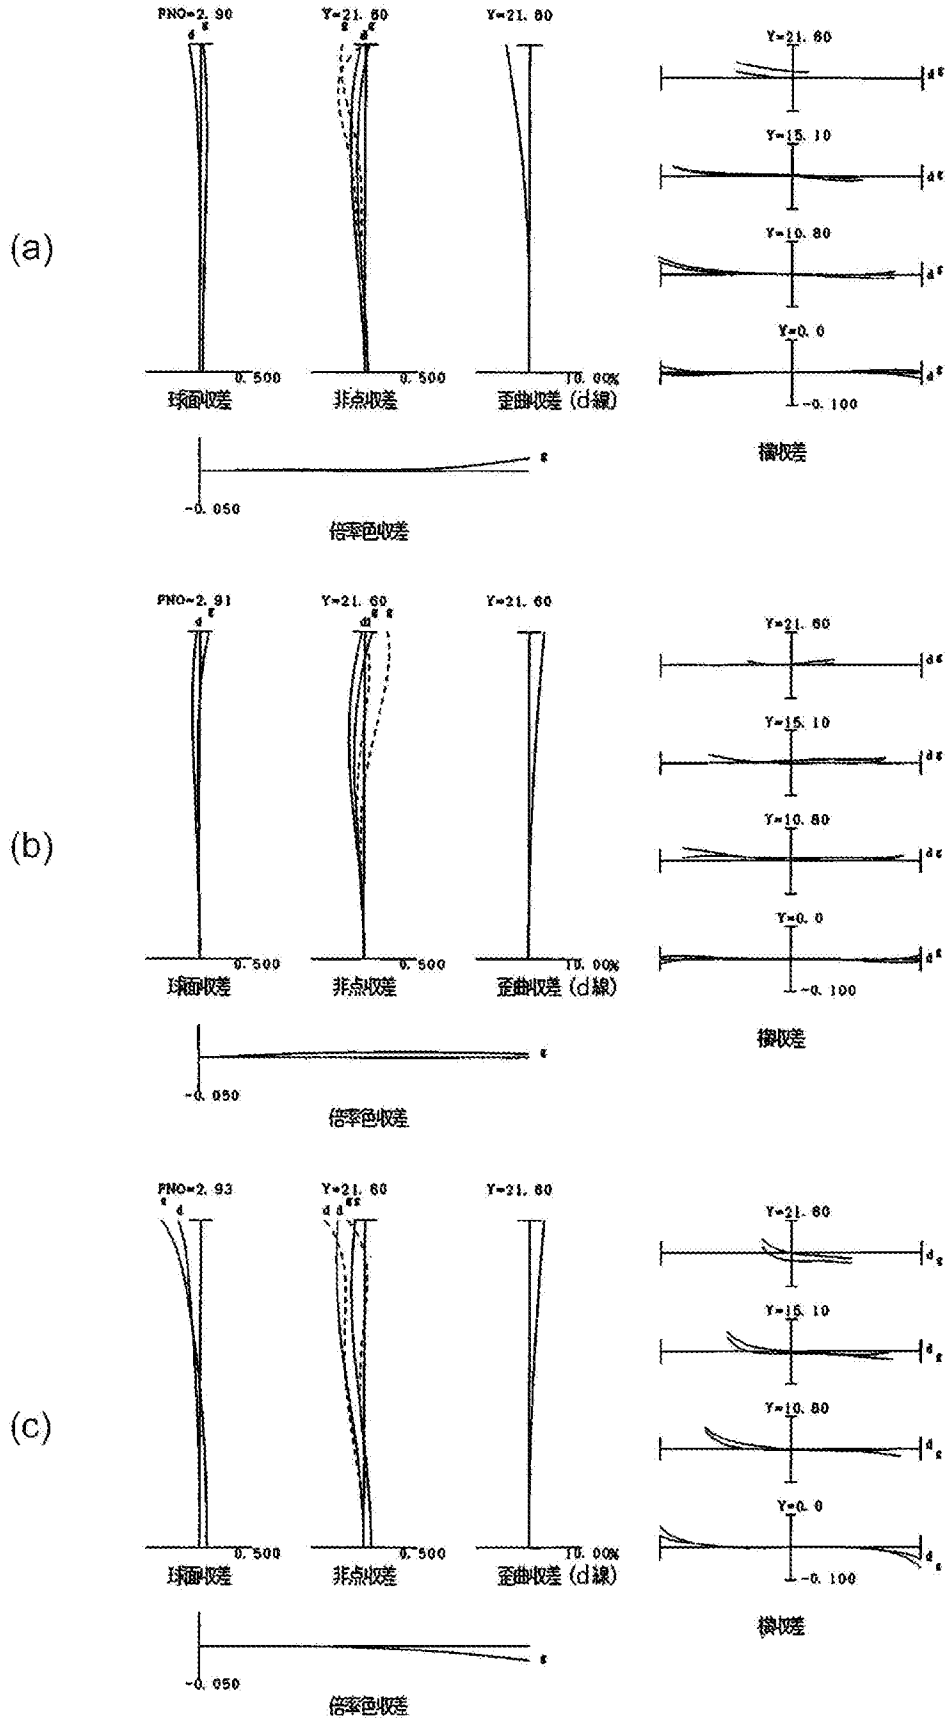 (a)
FNO=2.90
Y=21.60
Y=21.60
d g
g d g
0.500
0.500
10.00%
球面収差
非点収差
歪曲収差 (d線)
g
-0.050
倍率色収差
Y=21.60
d g
Y=15.10
d g
Y=10.80
d g
Y=0.0
d g
-0.100
横収差
(b)
FNO=2.91
Y=21.60
Y=21.60
d g
d g g
0.500
0.500
10.00%
球面収差
非点収差
歪曲収差 (d線)
g
-0.050
倍率色収差
Y=21.60
d g
Y=15.10
d g
Y=10.80
d g
Y=0.0
d g
-0.100
横収差
(c)
FNO=2.93
Y=21.60
Y=21.60
g d
d d g g
0.500
0.500
10.00%
球面収差
非点収差
歪曲収差 (d線)
g
-0.050
倍率色収差
Y=21.60
d g
Y=15.10
d g
Y=10.80
d g
Y=0.0
d g
-0.100
横収差